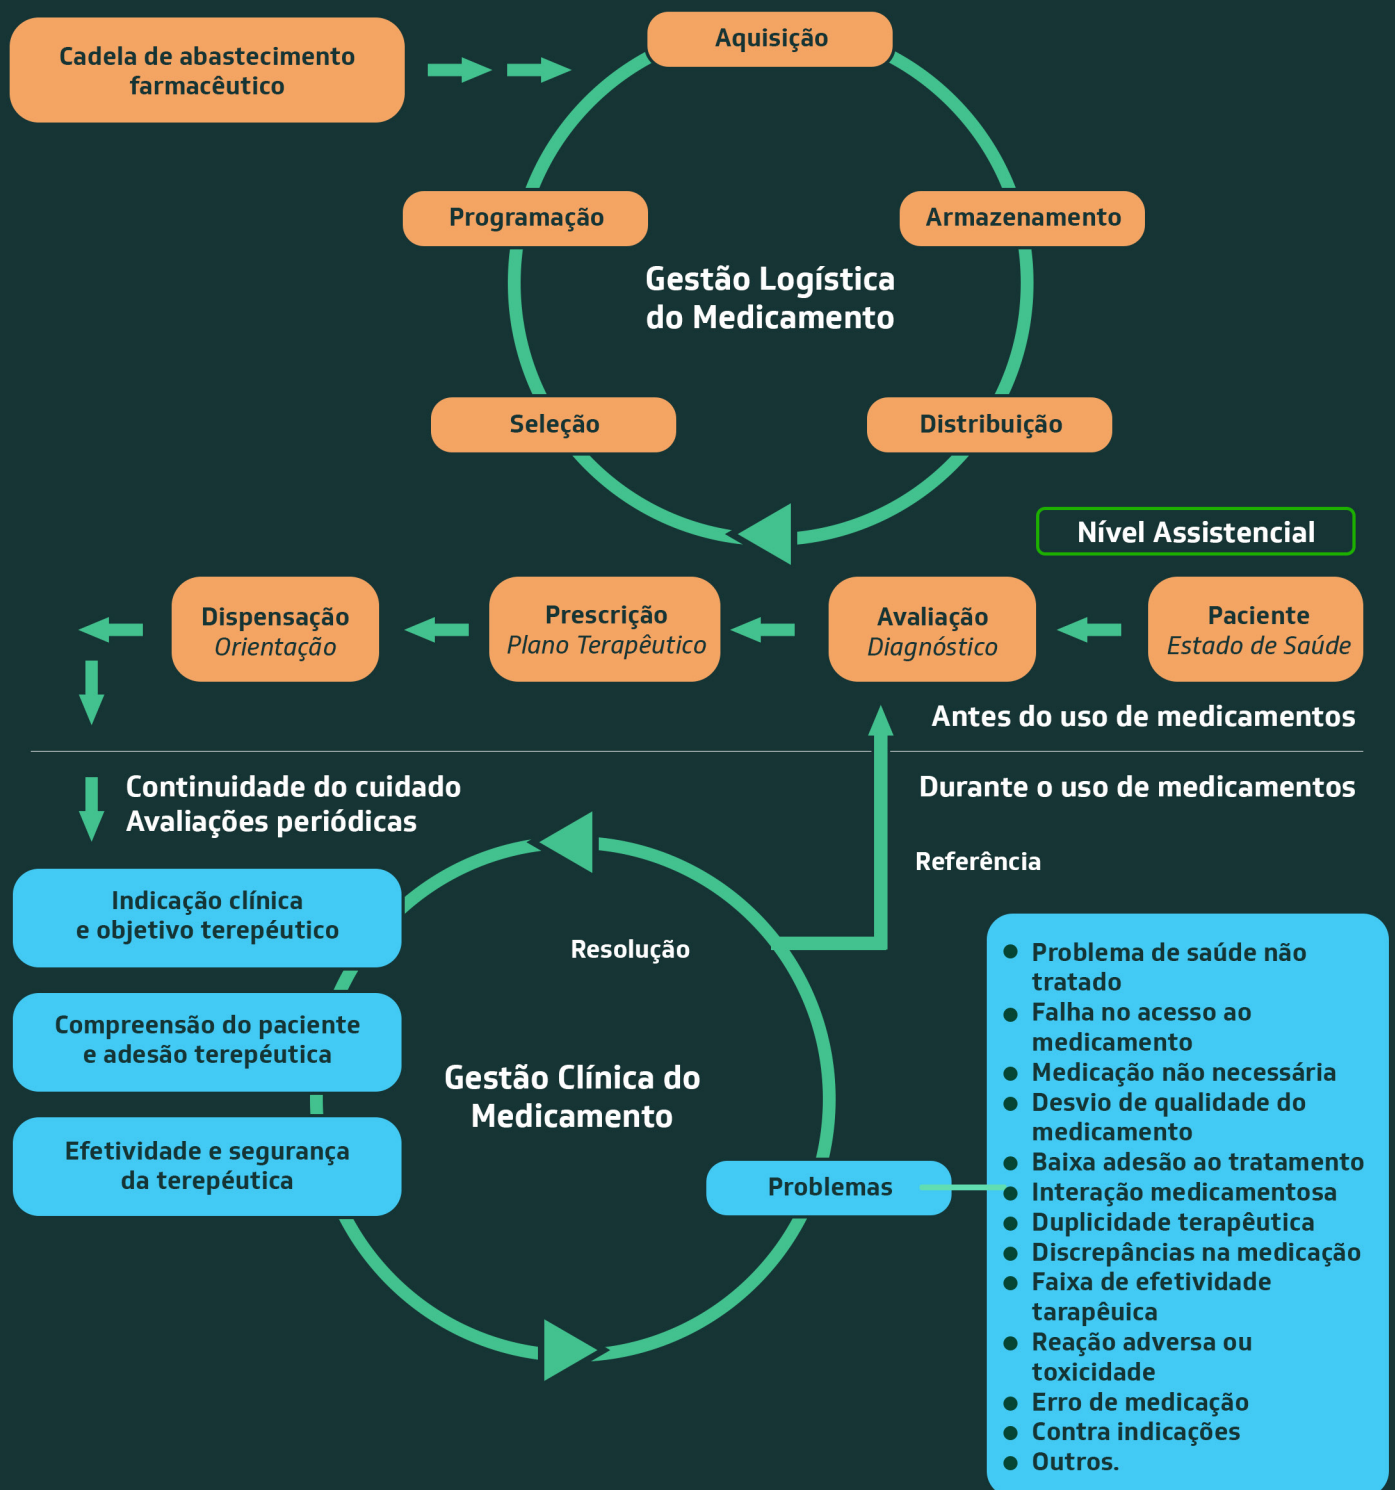 Cadela de abastecimento
farmacêutico
Aquisição
Programação
Armazenamento
Gestão Logística
do Medicamento
Seleção
Distribuição
Nível Assistencial
Dispensação
Orientação
Prescrição
Plano Terapêutico
Avaliação
Diagnóstico
Paciente
Estado de Saúde
Antes do uso de medicamentos
Continuidade do cuidado
Avaliações periódicas
Durante o uso de medicamentos
Referência
Indicação clínica
e objetivo terepéutico
Resolução
Compreensão do paciente
e adesão terepéutica
Gestão Clínica do
Medicamento
Efetividade e segurança
da terepéutica
Problemas
Problema de saúde não
tratado
Falha no acesso ao
medicamento
Medicação não necessária
Desvio de qualidade do
medicamento
Baixa adesão ao tratamento
Interação medicamentosa
Duplicidade terapêutica
Discrepâncias na medicação
Faixa de efetividade
tarapêuica
Reação adversa ou
toxicidade
Erro de medicação
Contra indicações
Outros.